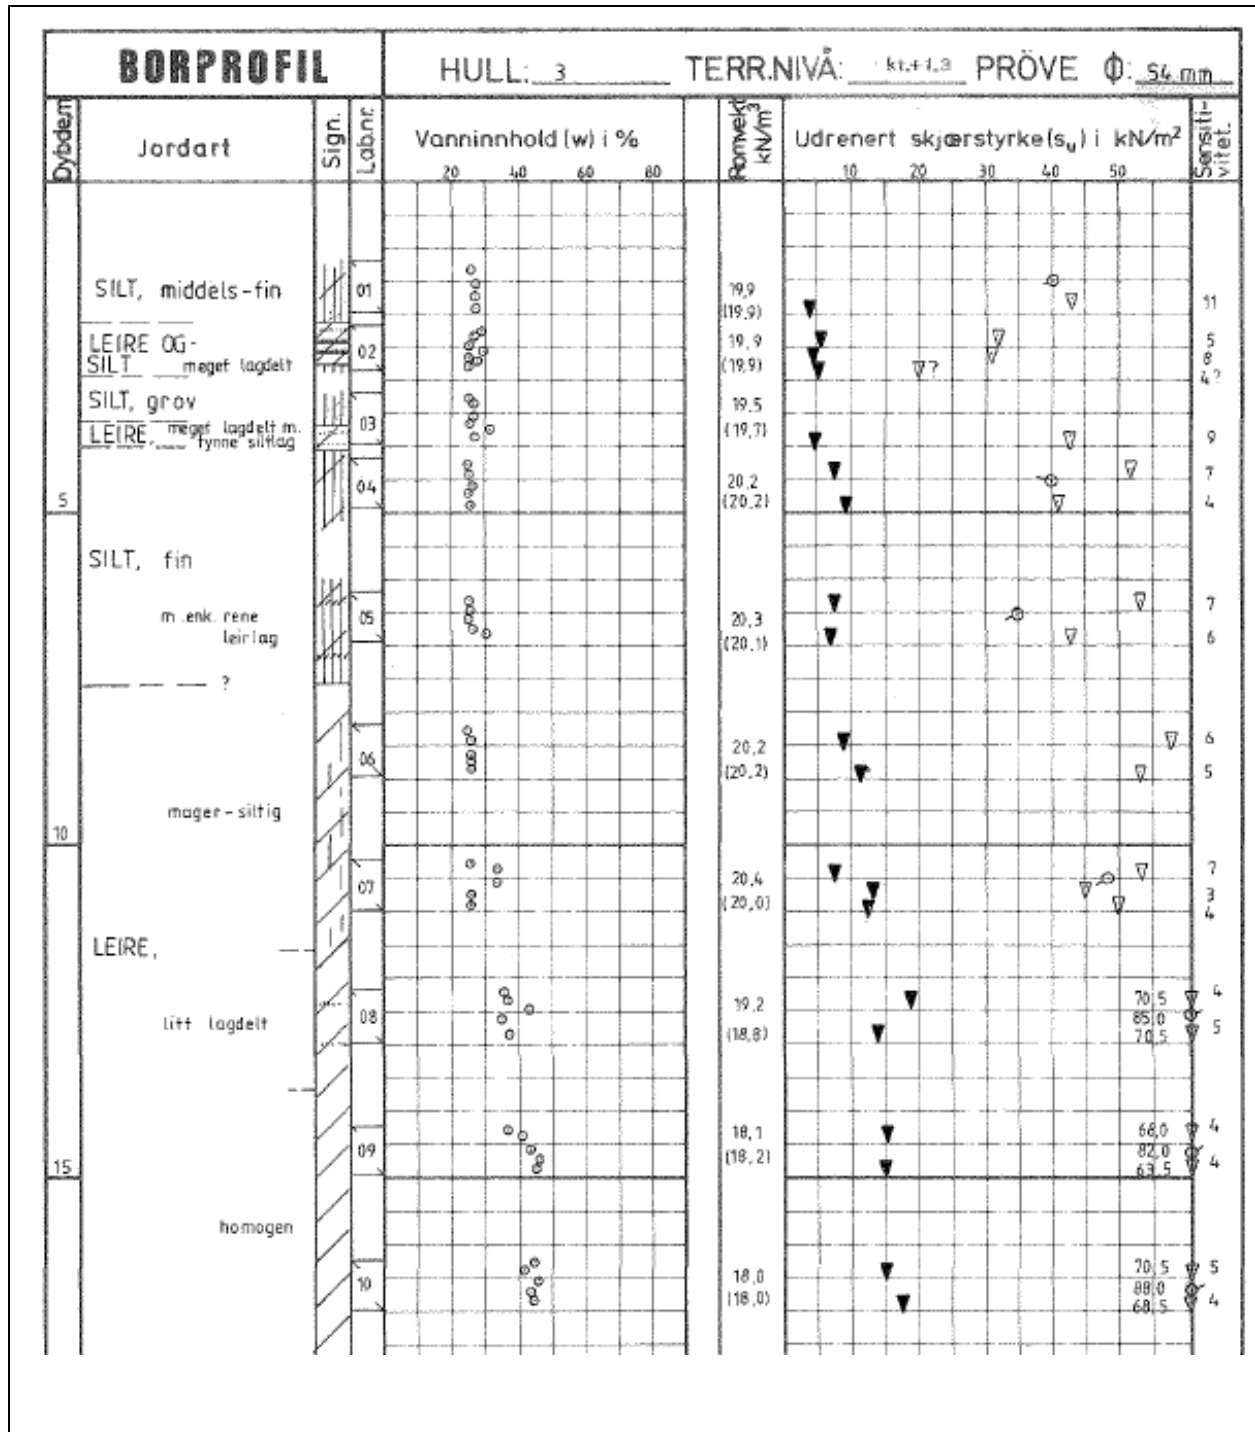 BORPROFIL
HULL: 3 TERR.NIVÅ: kt.+1.3 PRÖVE Φ: 54 mm
Dybde,m
Jordart
Sign.
Lab.nr.
Vanninnhold (w) i %
20 40 60 80
Romvekt kN/m³
Udrenert skjærstyrke (su) i kN/m²
10 20 30 40 50
Sensiti-
vitet.
SILT, middels-fin 01 19,9 11
(19,9)
LEIRE OG- 02 19,9 5
8
SILT meget lagdelt (19,9) ? 4?
SILT, grov 19,5
LEIRE, meget lagdelt m. 03 (19,7)
tynne siltlag 9
7
04 20,2
5 (20,2) 4
SILT, fin
7
m.enk. rene 05 20,3
leirlag (20,1) 6
?
6
06 20,2
(20,2) 5
mager-siltig
10
7
07 20,4
3
(20,0) 4
LEIRE,
19,2 70,5 4
litt lagdelt 08 85,0
(18,8) 70,5 5
18,1 68,0 4
09 82,0
15 (18,2) 63,5 4
homogen
10 18,0 70,5 5
88,0
(18,0) 68,5 4